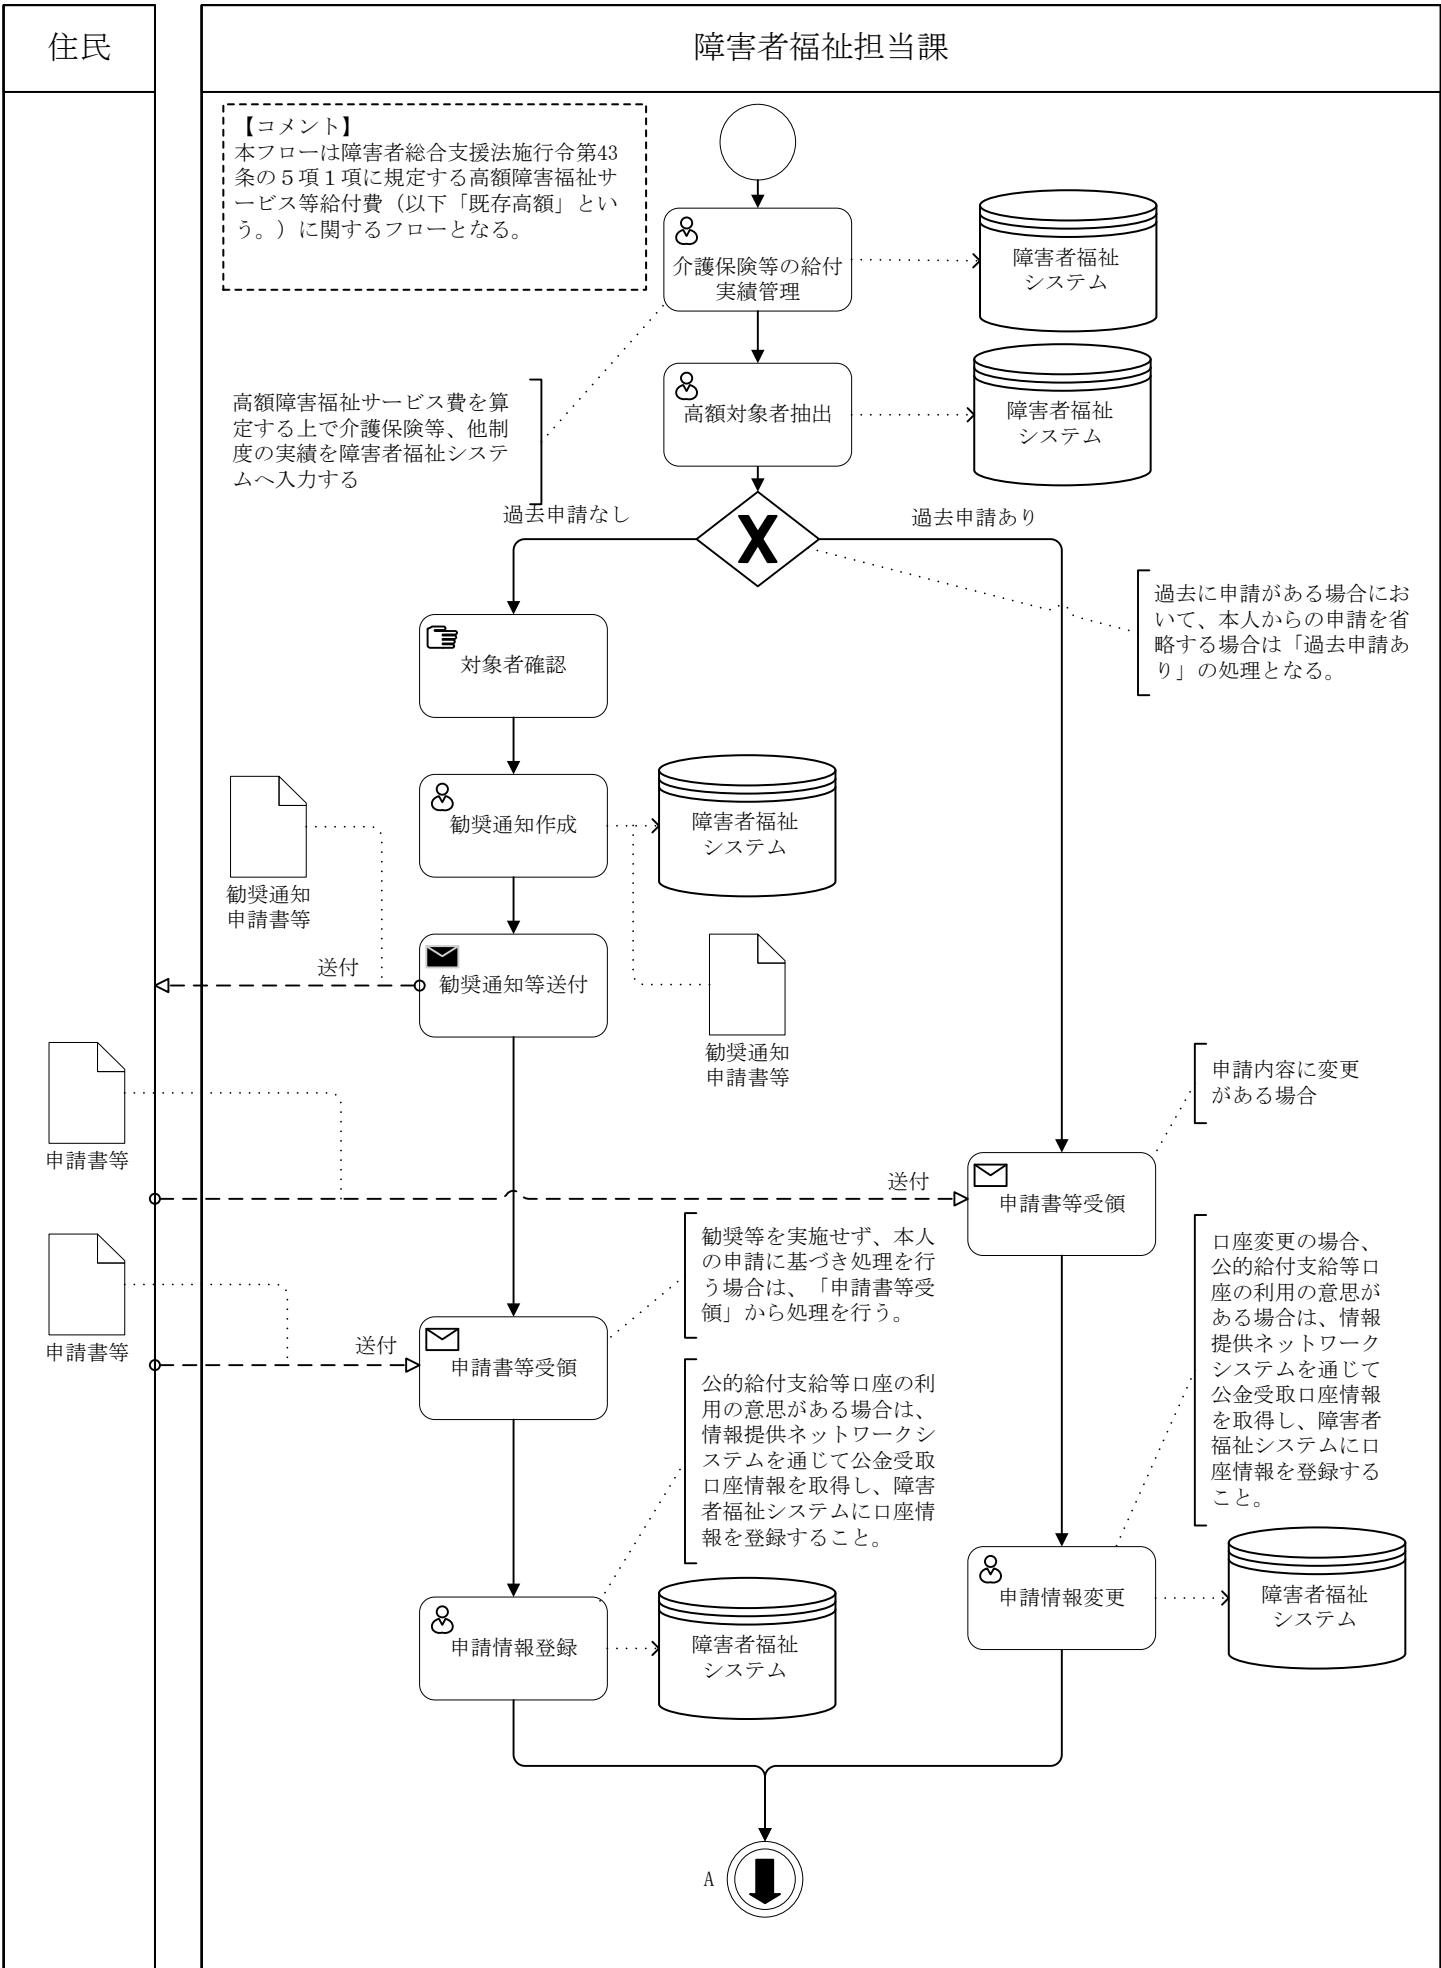 住民
障害者福祉担当課
【コメント】
本フローは障害者総合支援法施行令第43
条の５項１項に規定する高額障害福祉サ
ービス等給付費（以下「既存高額」とい
う。）に関するフローとなる。
介護保険等の給付
実績管理
障害者福祉
システム
高額障害福祉サービス費を算
定する上で介護保険等、他制
度の実績を障害者福祉システ
ムへ入力する
高額対象者抽出
障害者福祉
システム
過去申請なし
過去申請あり
X
過去に申請がある場合にお
いて、本人からの申請を省
略する場合は「過去申請あ
り」の処理となる。
対象者確認
勧奨通知作成
障害者福祉
システム
勧奨通知
申請書等
送付
勧奨通知等送付
勧奨通知
申請書等
申請書等
申請内容に変更
がある場合
送付
申請書等受領
勧奨等を実施せず、本人
の申請に基づき処理を行
う場合は、「申請書等受
領」から処理を行う。
申請書等
送付
申請書等受領
口座変更の場合、
公的給付支給等口
座の利用の意思が
ある場合は、情報
提供ネットワーク
システムを通じて
公金受取口座情報
を取得し、障害者
福祉システムに口
座情報を登録する
こと。
公的給付支給等口座の利
用の意思がある場合は、
情報提供ネットワークシ
ステムを通じて公金受取
口座情報を取得し、障害
者福祉システムに口座情
報を登録すること。
申請情報登録
障害者福祉
システム
申請情報変更
障害者福祉
システム
A